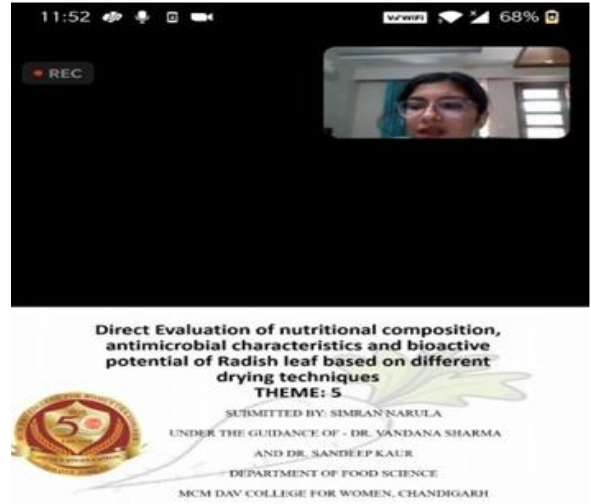 11:52
VoWiFi 68%
REC
Direct Evaluation of nutritional composition,
antimicrobial characteristics and bioactive
potential of Radish leaf based on different
drying techniques
THEME: 5
SUBMITTED BY: SIMRAN NARULA
UNDER THE GUIDANCE OF - DR. VANDANA SHARMA
AND DR. SANDEEP KAUR
DEPARTMENT OF FOOD SCIENCE
MCM DAV COLLEGE FOR WOMEN, CHANDIGARH